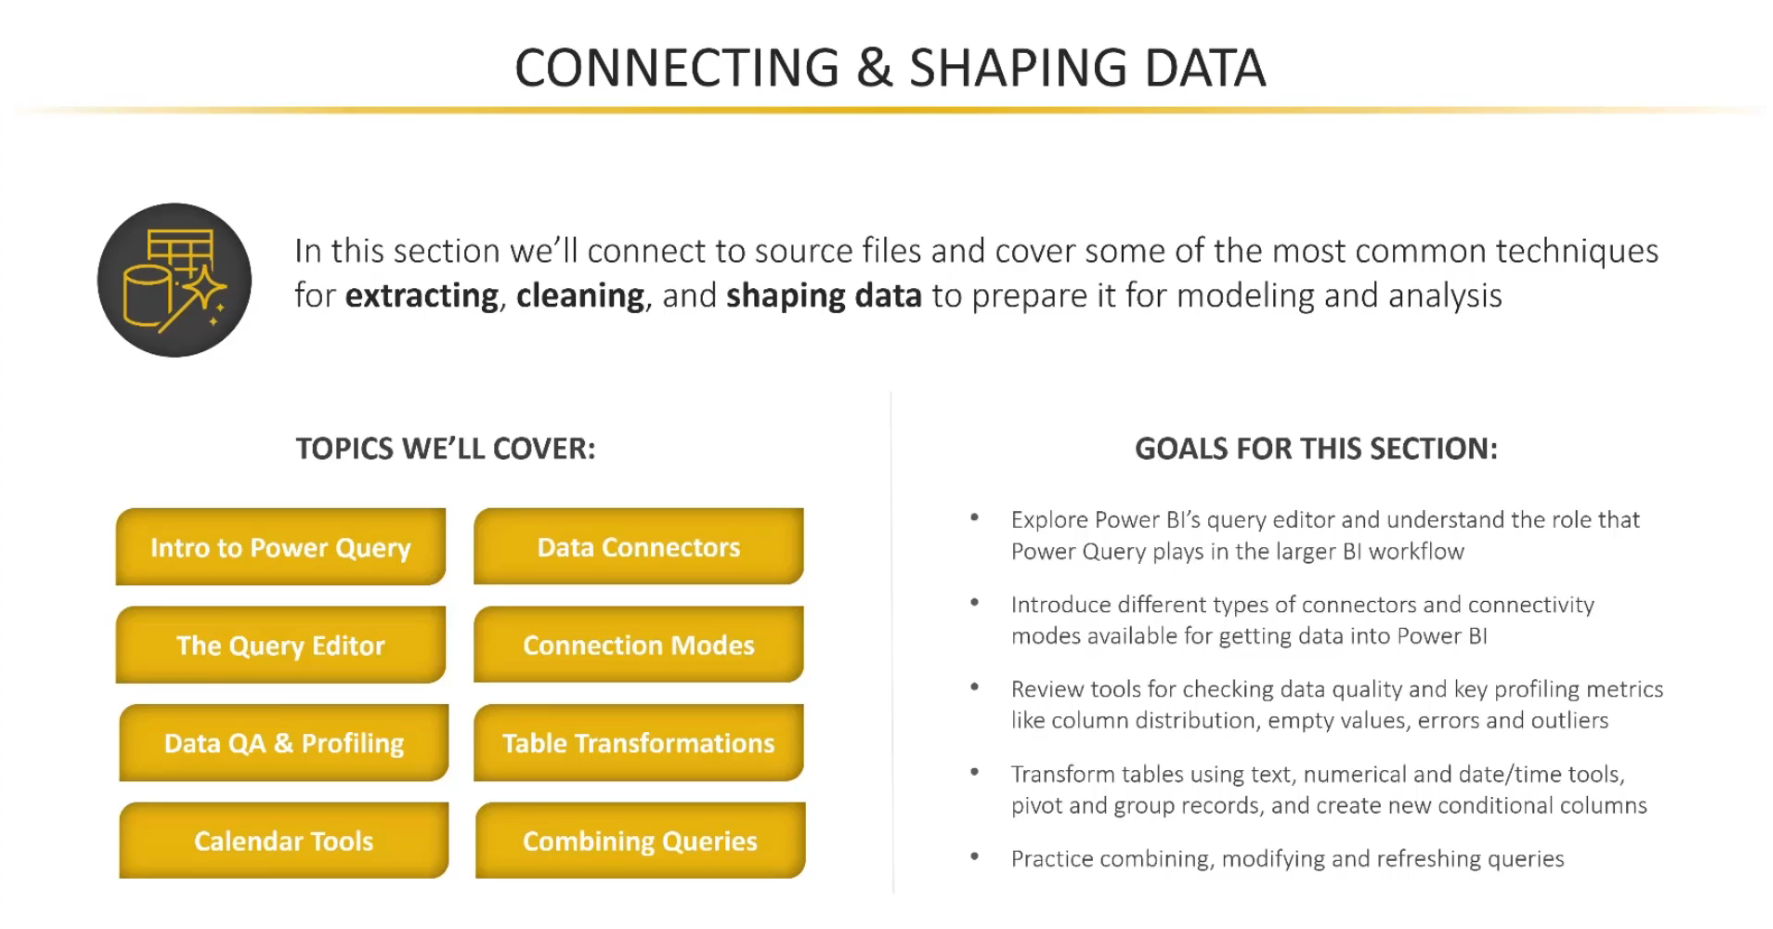 CONNECTING & SHAPING DATA
In this section we’ll connect to source files and cover some of the most common techniques
for extracting, cleaning, and shaping data to prepare it for modeling and analysis
TOPICS WE’LL COVER:
Intro to Power Query
Data Connectors
The Query Editor
Connection Modes
Data QA & Profiling
Table Transformations
Calendar Tools
Combining Queries
GOALS FOR THIS SECTION:
• Explore Power BI’s query editor and understand the role that
Power Query plays in the larger BI workflow
• Introduce different types of connectors and connectivity
modes available for getting data into Power BI
• Review tools for checking data quality and key profiling metrics
like column distribution, empty values, errors and outliers
• Transform tables using text, numerical and date/time tools,
pivot and group records, and create new conditional columns
• Practice combining, modifying and refreshing queries